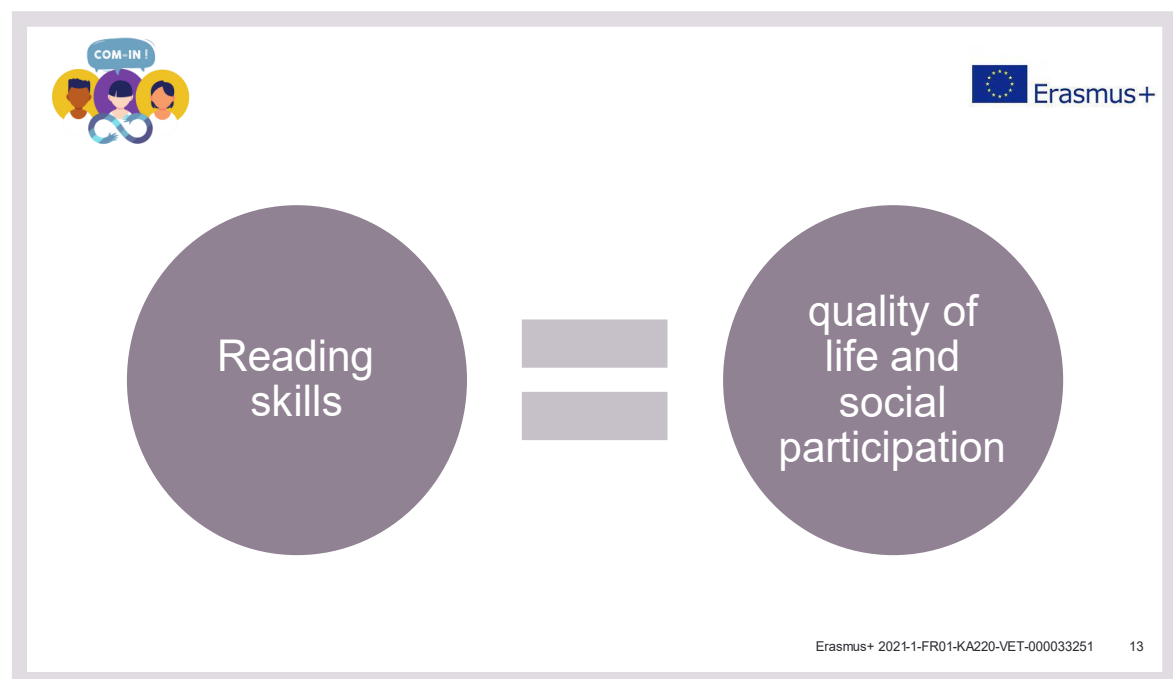 COM-IN !
Erasmus+
Reading
skills
quality of
life and
social
participation
Erasmus+ 2021-1-FR01-KA220-VET-000033251 13